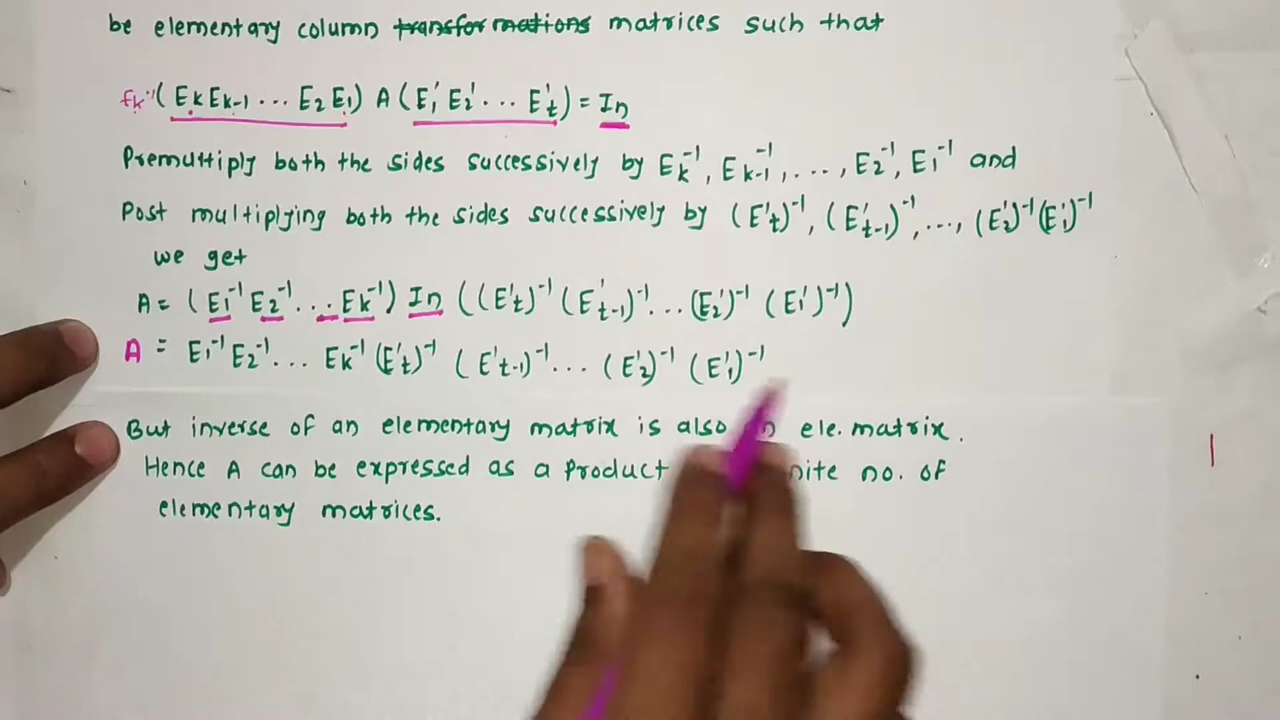 be elementary column transformations matrices such that
Ek⁻¹(Ek Ek-1 ... E2 E1) A (E1' E2' ... E't) = In
Premultiply both the sides successively by Ek⁻¹, Ek-1⁻¹, ..., E2⁻¹, E1⁻¹ and
Post multiplying both the sides successively by (E't)⁻¹, (E't-1)⁻¹, ..., (E2')⁻¹ (E1')⁻¹
we get
A = (E1⁻¹ E2⁻¹ ... Ek⁻¹) In ((E't)⁻¹ (E't-1)⁻¹ ... (E2')⁻¹ (E1')⁻¹)
A = E1⁻¹ E2⁻¹ ... Ek⁻¹ (E't)⁻¹ (E't-1)⁻¹ ... (E'2)⁻¹ (E'1)⁻¹
But inverse of an elementary matrix is also ele. matrix.
Hence A can be expressed as a Product no. of
elementary matrices.